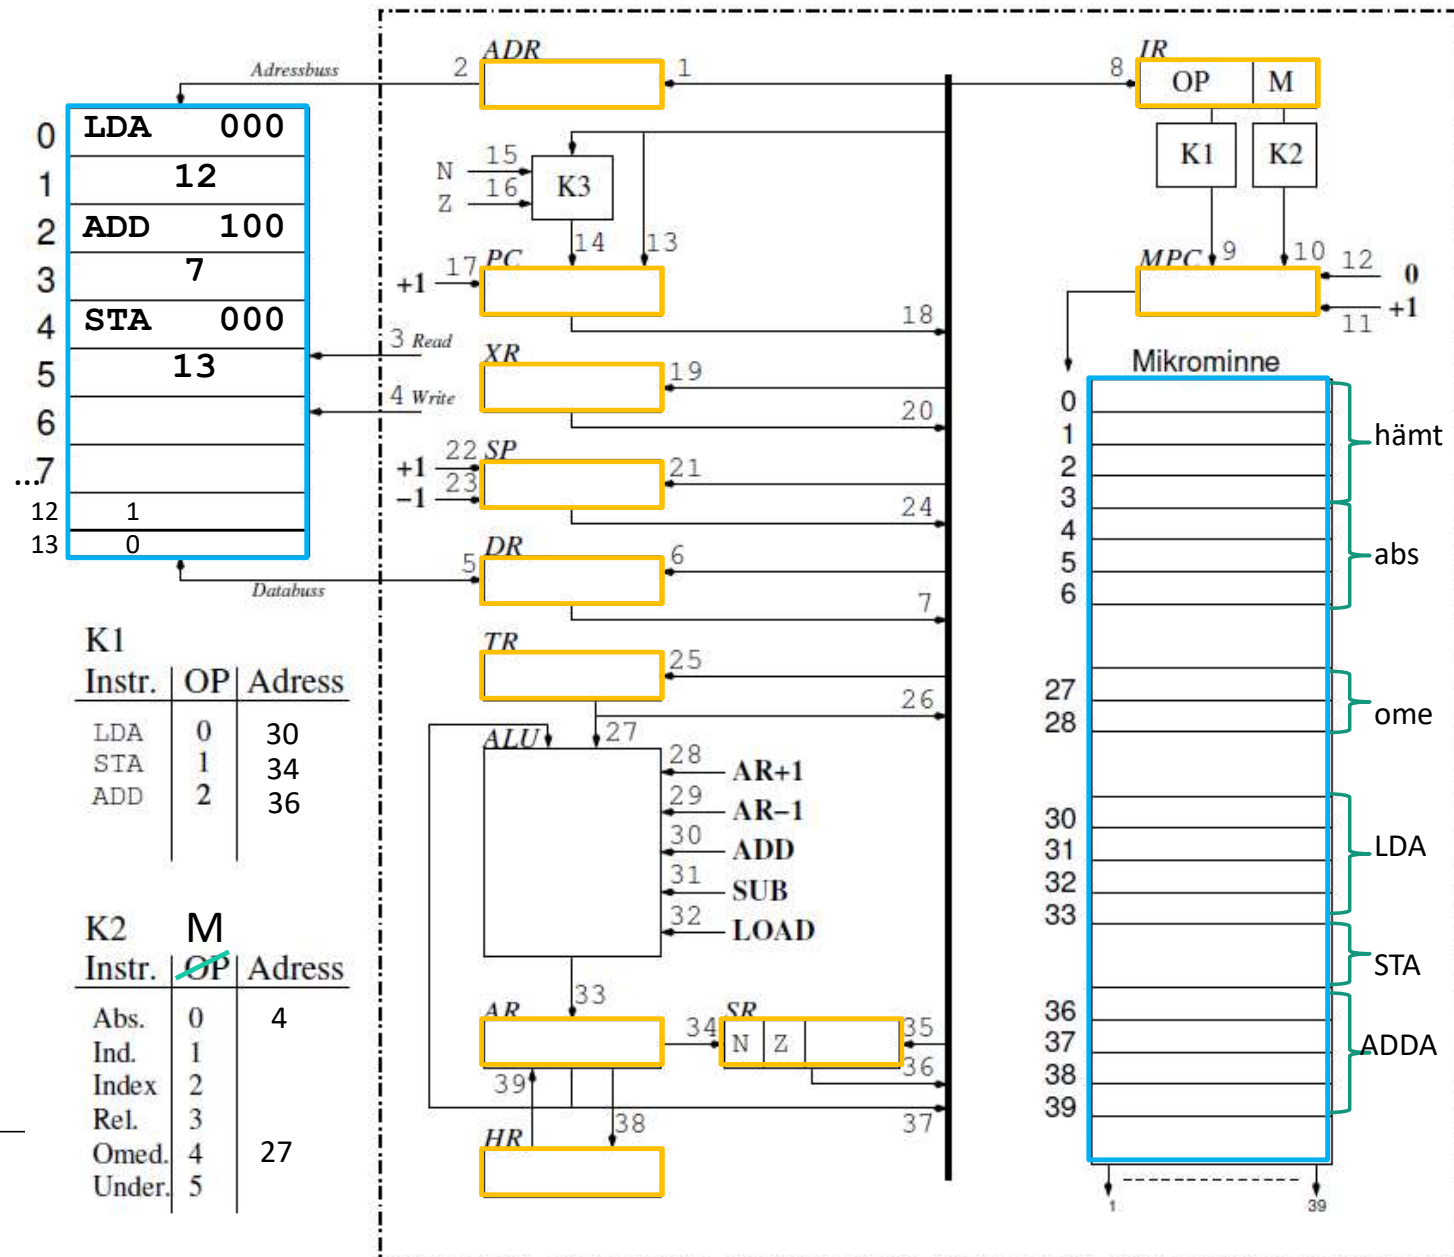 ADR
IR
Adressbuss 2 1 8
OP M
0 LDA 000
1 12
2 ADD 100
3 7
4 STA 000
5 13
6
...7
12 1
13 0
Databuss
N 15
Z 16
K3
K1 K2
14 13
9 10 12 0
11 +1
MPC
+1 17 PC
18
3 Read
4 Write
XR 19
20
+1 22 SP 21
-1 23
24
5 DR 6
7
TR 25
26
27
ALU
28 AR+1
29 AR−1
30 ADD
31 SUB
32 LOAD
33
AR 34 SR 35
N Z
36
39 38 37
HR
Mikrominne
0
1
2
3
hämt
4
5
6
abs
27
28
ome
30
31
32
33
LDA
STA
36
37
38
39
ADDA
1 39
K1
Instr. OP Adress
LDA 0 30
STA 1 34
ADD 2 36
K2 M
Instr. OP Adress
Abs. 0 4
Ind. 1
Index 2
Rel. 3
Omed. 4 27
Under. 5